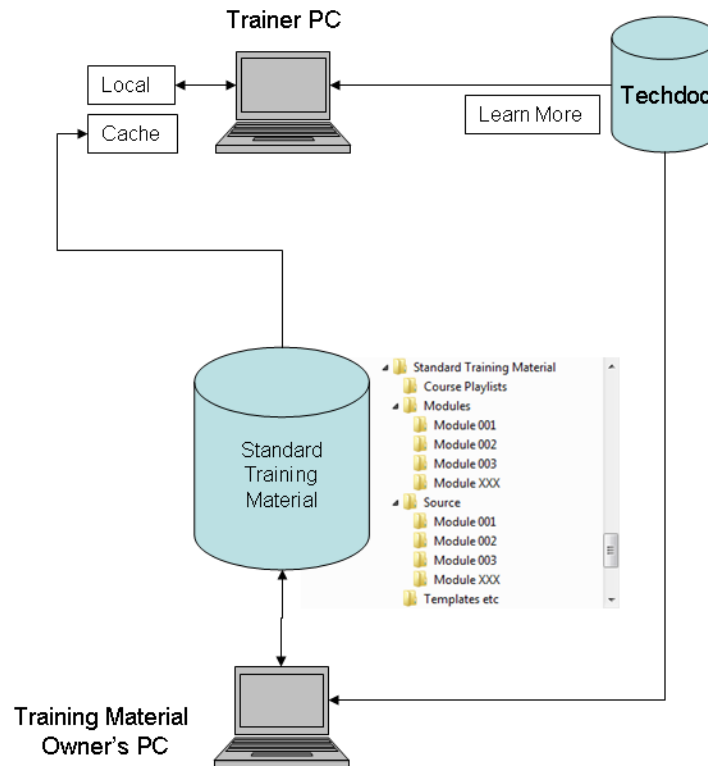 Trainer PC
Local
Cache
Learn More
Techdoc
Standard
Training
Material
Standard Training Material
Course Playlists
Modules
Module 001
Module 002
Module 003
Module XXX
Source
Module 001
Module 002
Module 003
Module XXX
Templates etc
Training Material
Owner's PC